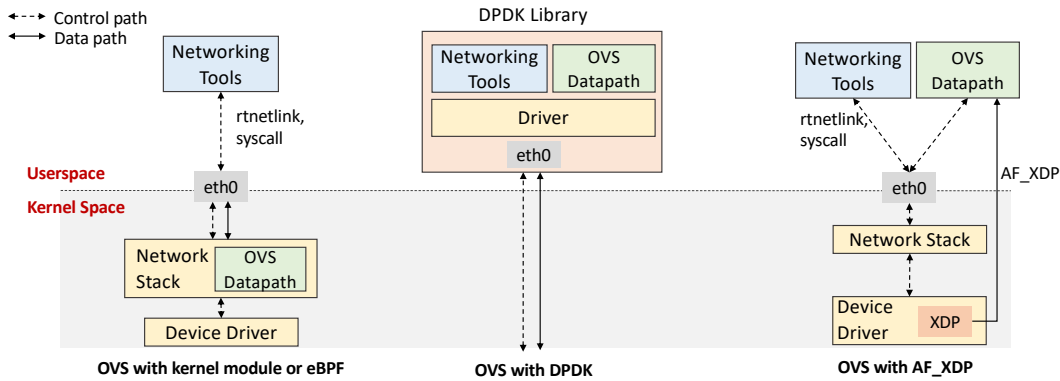 Control path
Data path
Networking
Tools
rtnetlink,
syscall
Userspace
Kernel Space
eth0
Network
Stack
OVS
Datapath
Device Driver
OVS with kernel module or eBPF
DPDK Library
Networking
Tools
OVS
Datapath
Driver
eth0
OVS with DPDK
Networking
Tools
OVS
Datapath
rtnetlink,
syscall
AF_XDP
eth0
Network Stack
Device
Driver
XDP
OVS with AF_XDP